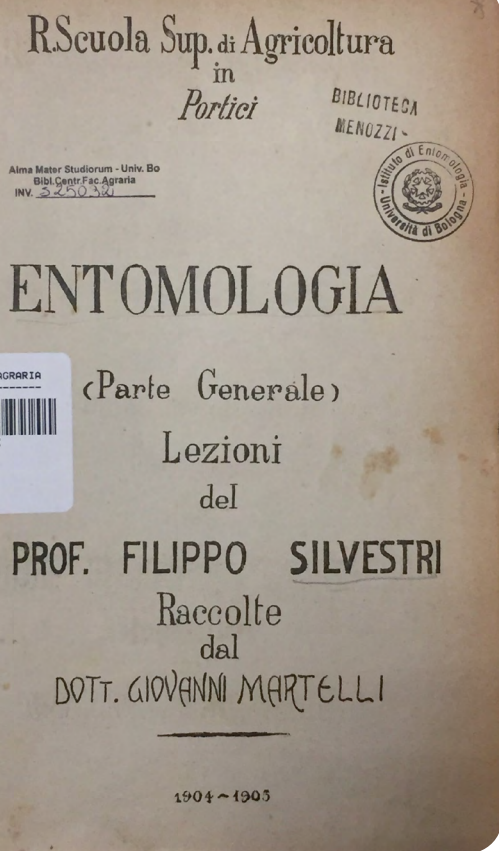 R.Scuola Sup. di Agricoltura
in
Portici
BIBLIOTECA
MENOZZI -
Alma Mater Studiorum - Univ. Bo
Bibl.Centr.Fac.Agraria
INV. 325032
Istituto di Entomologia - Università di Bologna -
ENTOMOLOGIA
AGRARIA
(Parte Generale)
Lezioni
del
PROF. FILIPPO SILVESTRI
Raccolte
dal
DOTT. GIOVANNI MARTELLI
1904~1905